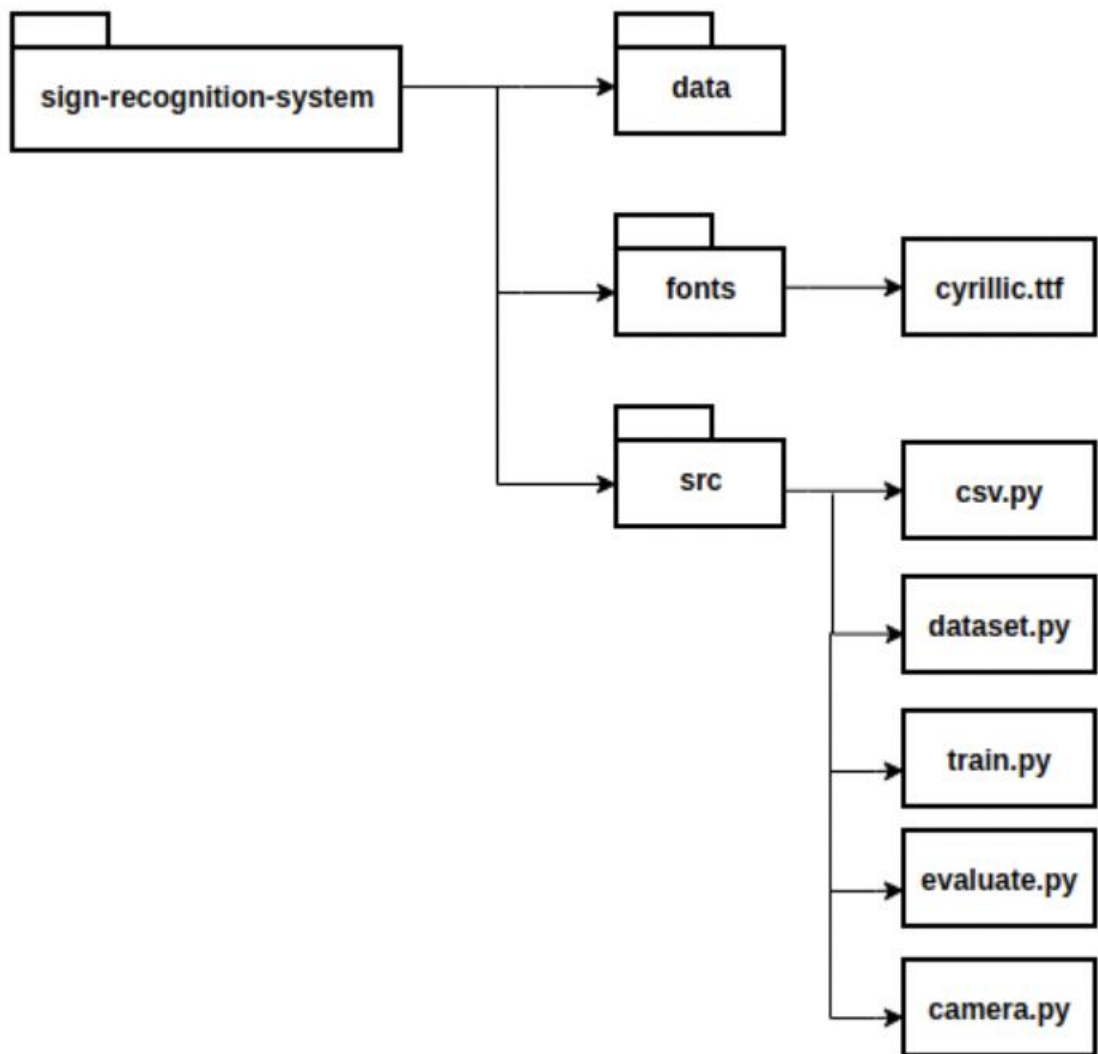 sign-recognition-system
data
fonts
cyrillic.ttf
src
csv.py
dataset.py
train.py
evaluate.py
camera.py